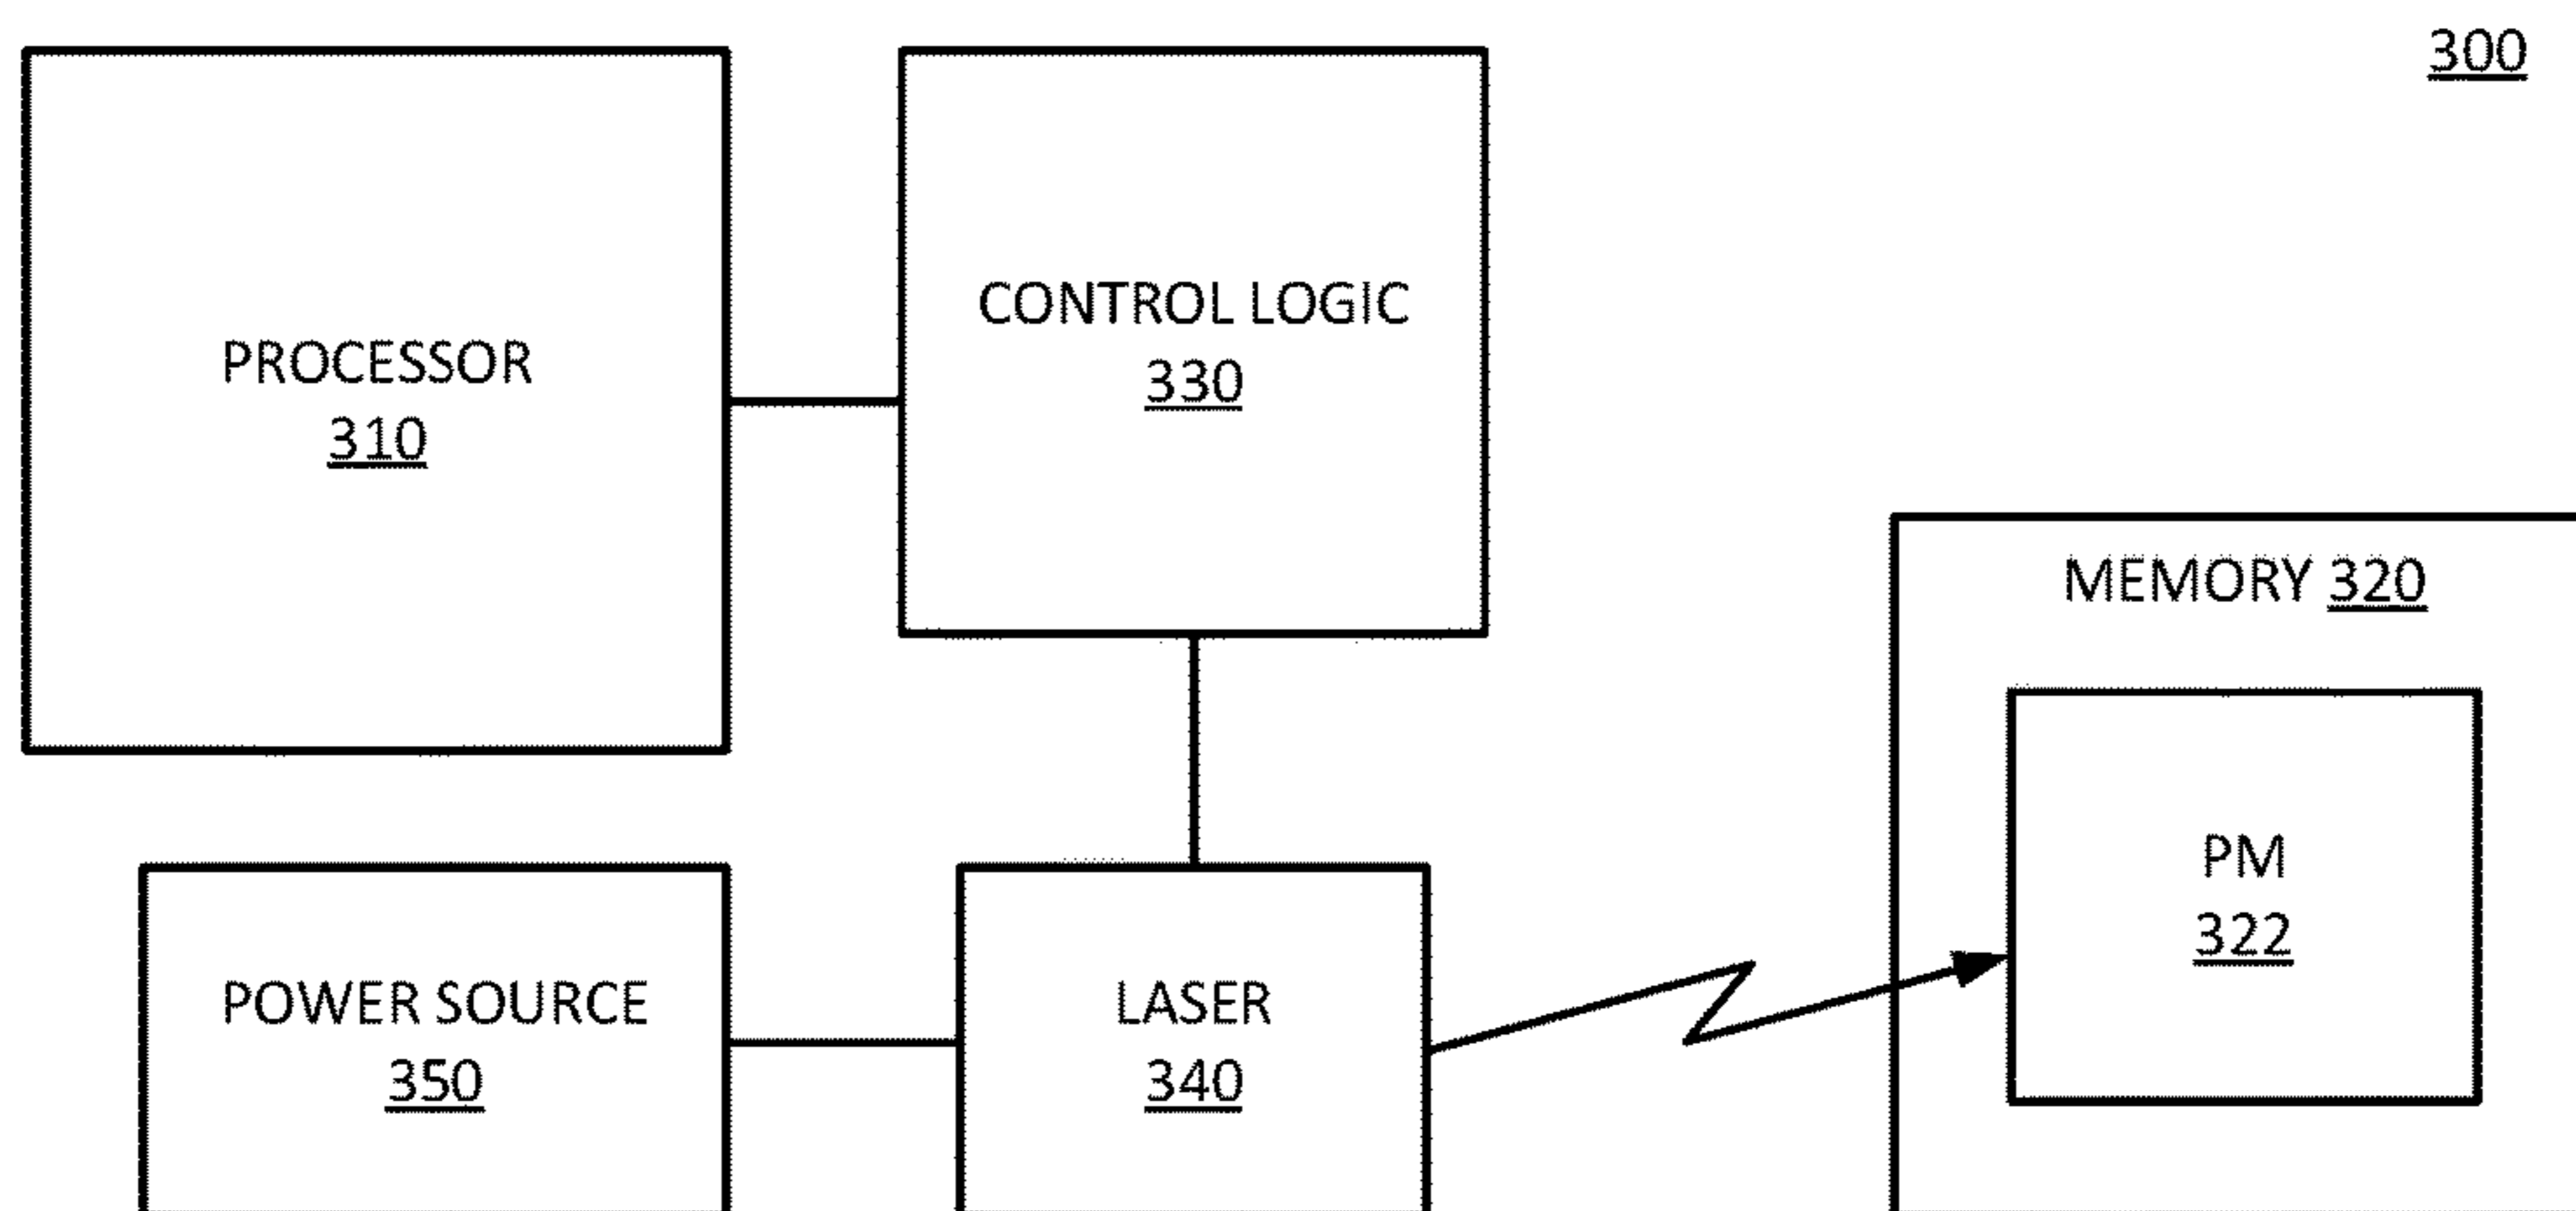 300
PROCESSOR
310
CONTROL LOGIC
330
MEMORY 320
PM
322
POWER SOURCE
350
LASER
340